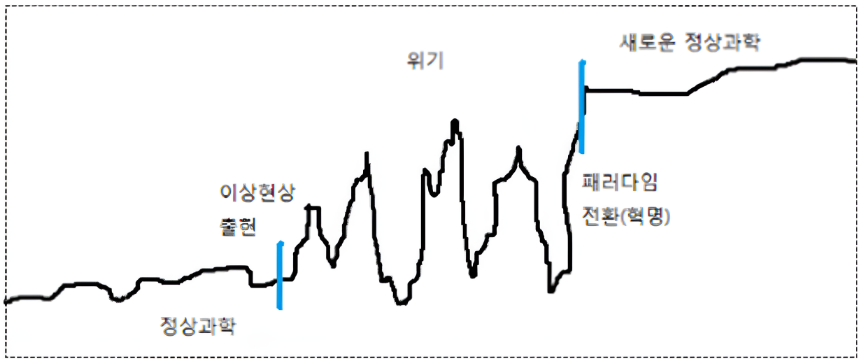 새로운 정상과학
위기
이상현상
출현
패러다임
전환(혁명)
정상과학